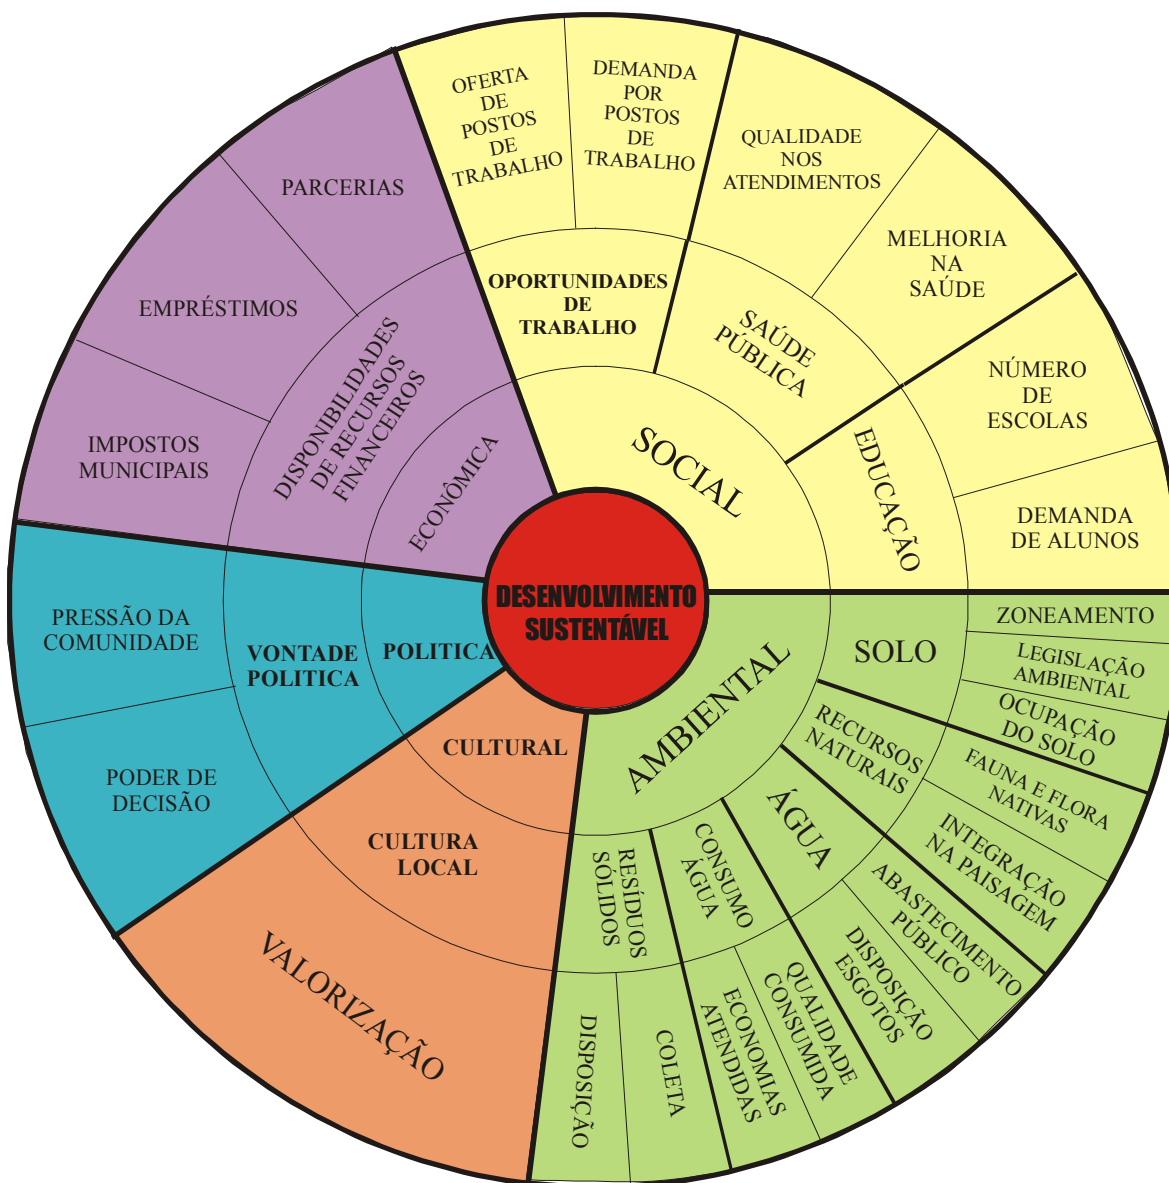 DESENVOLVIMENTO
SUSTENTÁVEL
SOCIAL
OPORTUNIDADES
DE
TRABALHO
OFERTA
DE
POSTOS
DE
TRABALHO
DEMANDA
POR
POSTOS
DE
TRABALHO
SAÚDE
PÚBLICA
QUALIDADE
NOS
ATENDIMENTOS
MELHORIA
NA
SAÚDE
EDUCAÇÃO
NÚMERO
DE
ESCOLAS
DEMANDA
DE ALUNOS
AMBIENTAL
SOLO
ZONEAMENTO
LEGISLAÇÃO
AMBIENTAL
OCUPAÇÃO
DO SOLO
RECURSOS
NATURAIS
FAUNA E FLORA
NATIVAS
INTEGRAÇÃO
NA PAISAGEM
ÁGUA
ABASTECIMENTO
PÚBLICO
DISPOSIÇÃO
ESGOTOS
CONSUMO
ÁGUA
QUALIDADE
CONSUMIDA
ECONOMIAS
ATENDIDAS
RESÍDUOS
SÓLIDOS
COLETA
DISPOSIÇÃO
CULTURAL
CULTURA
LOCAL
VALORIZAÇÃO
POLITICA
VONTADE
POLITICA
PODER DE
DECISÃO
PRESSÃO DA
COMUNIDADE
ECONÔMICA
DISPONIBILIDADES
DE RECURSOS
FINANCEIROS
IMPOSTOS
MUNICIPAIS
EMPRÉSTIMOS
PARCERIAS